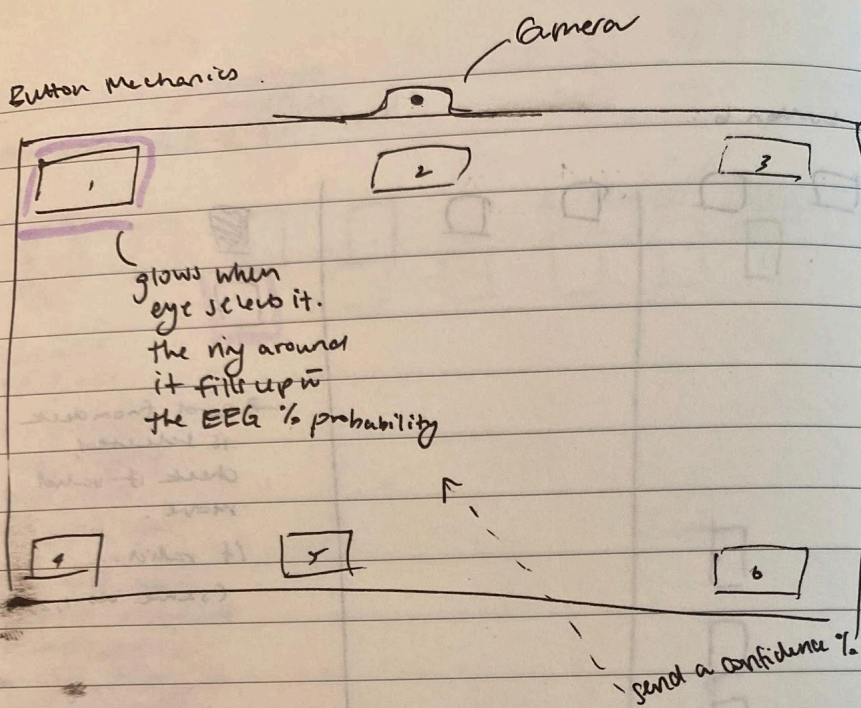 Camera
Button Mechanics.
1
2
3
glows when
eye selects it.
the ring around
it fills up w̄
the EEG % probability
4
5
6
send a confidence %